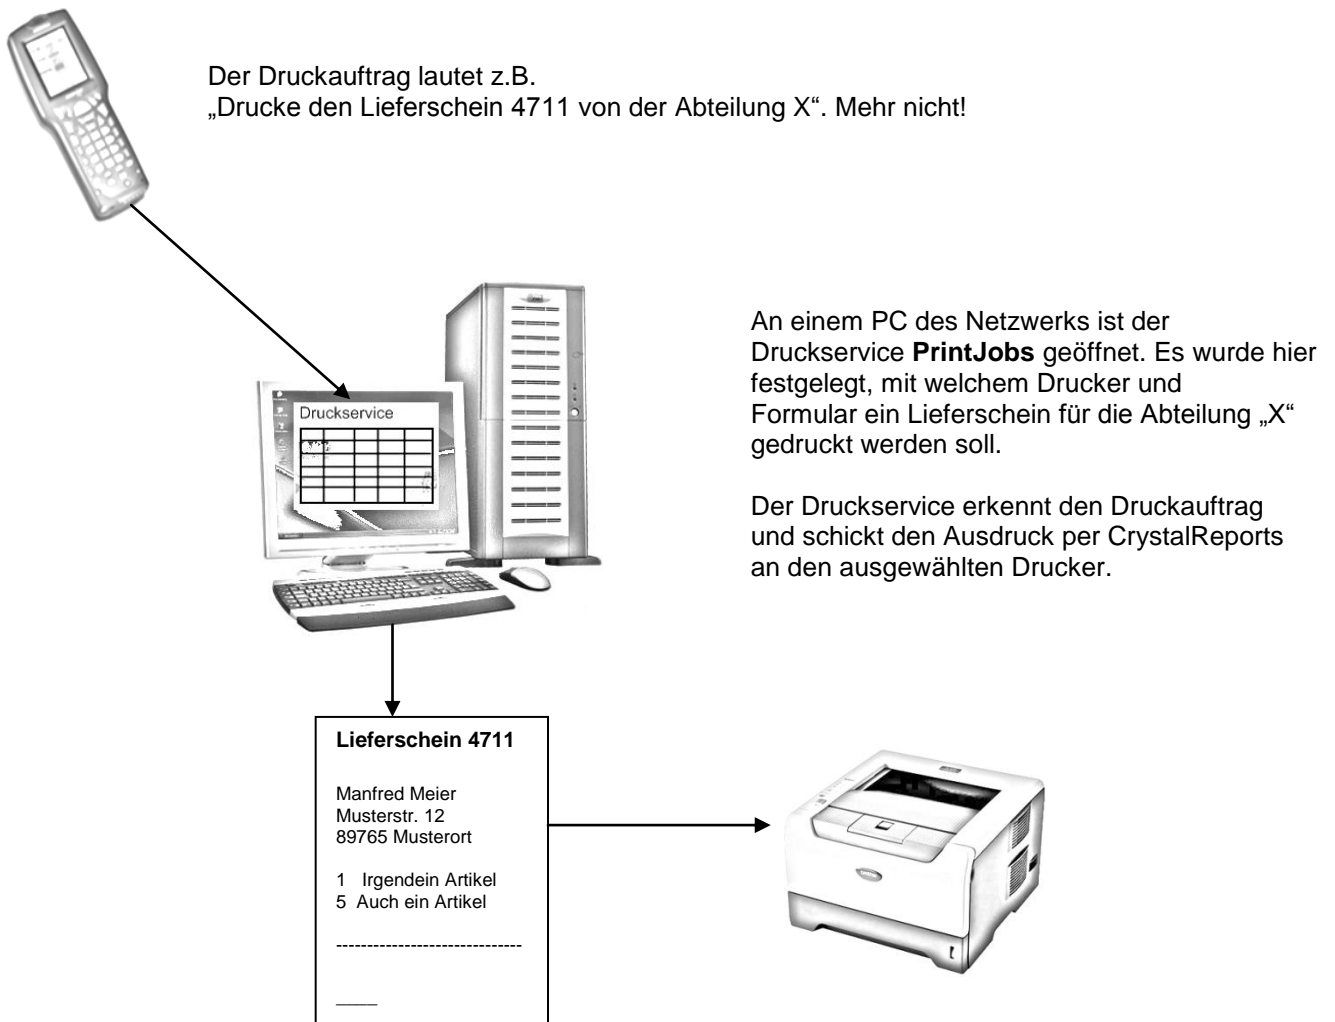 Der Druckauftrag lautet z.B.
„Drucke den Lieferschein 4711 von der Abteilung X“. Mehr nicht!
An einem PC des Netzwerks ist der
Druckservice PrintJobs geöffnet. Es wurde hier
festgelegt, mit welchem Drucker und
Formular ein Lieferschein für die Abteilung „X“
gedruckt werden soll.
Der Druckservice erkennt den Druckauftrag
und schickt den Ausdruck per CrystalReports
an den ausgewählten Drucker.
Druckservice
Lieferschein 4711
Manfred Meier
Musterstr. 12
89765 Musterort
1 Irgendein Artikel
5 Auch ein Artikel
------------------------------
____